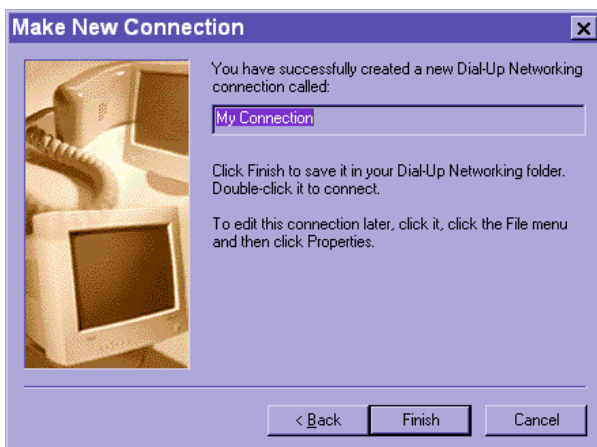 Make New Connection
You have successfully created a new Dial-Up Networking
connection called:
My Connection
Click Finish to save it in your Dial-Up Networking folder.
Double-click it to connect.
To edit this connection later, click it, click the File menu
and then click Properties.
< Back
Finish
Cancel